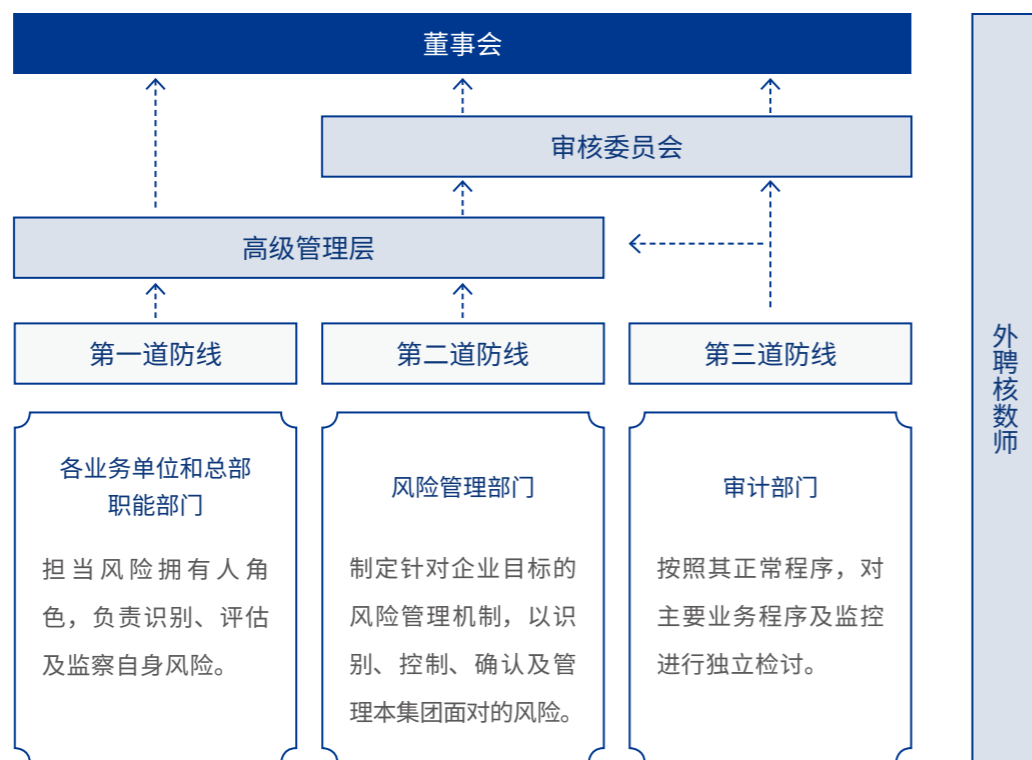 董事会
审核委员会
高级管理层
第一道防线
第二道防线
第三道防线
各业务单位和总部
职能部门
担当风险拥有人角
色，负责识别、评估
及监察自身风险。
风险管理部门
制定针对企业目标的
风险管理机制，以识
别、控制、确认及管
理本集团面对的风险。
审计部门
按照其正常程序，对
主要业务程序及监控
进行独立检讨。
外聘核数师